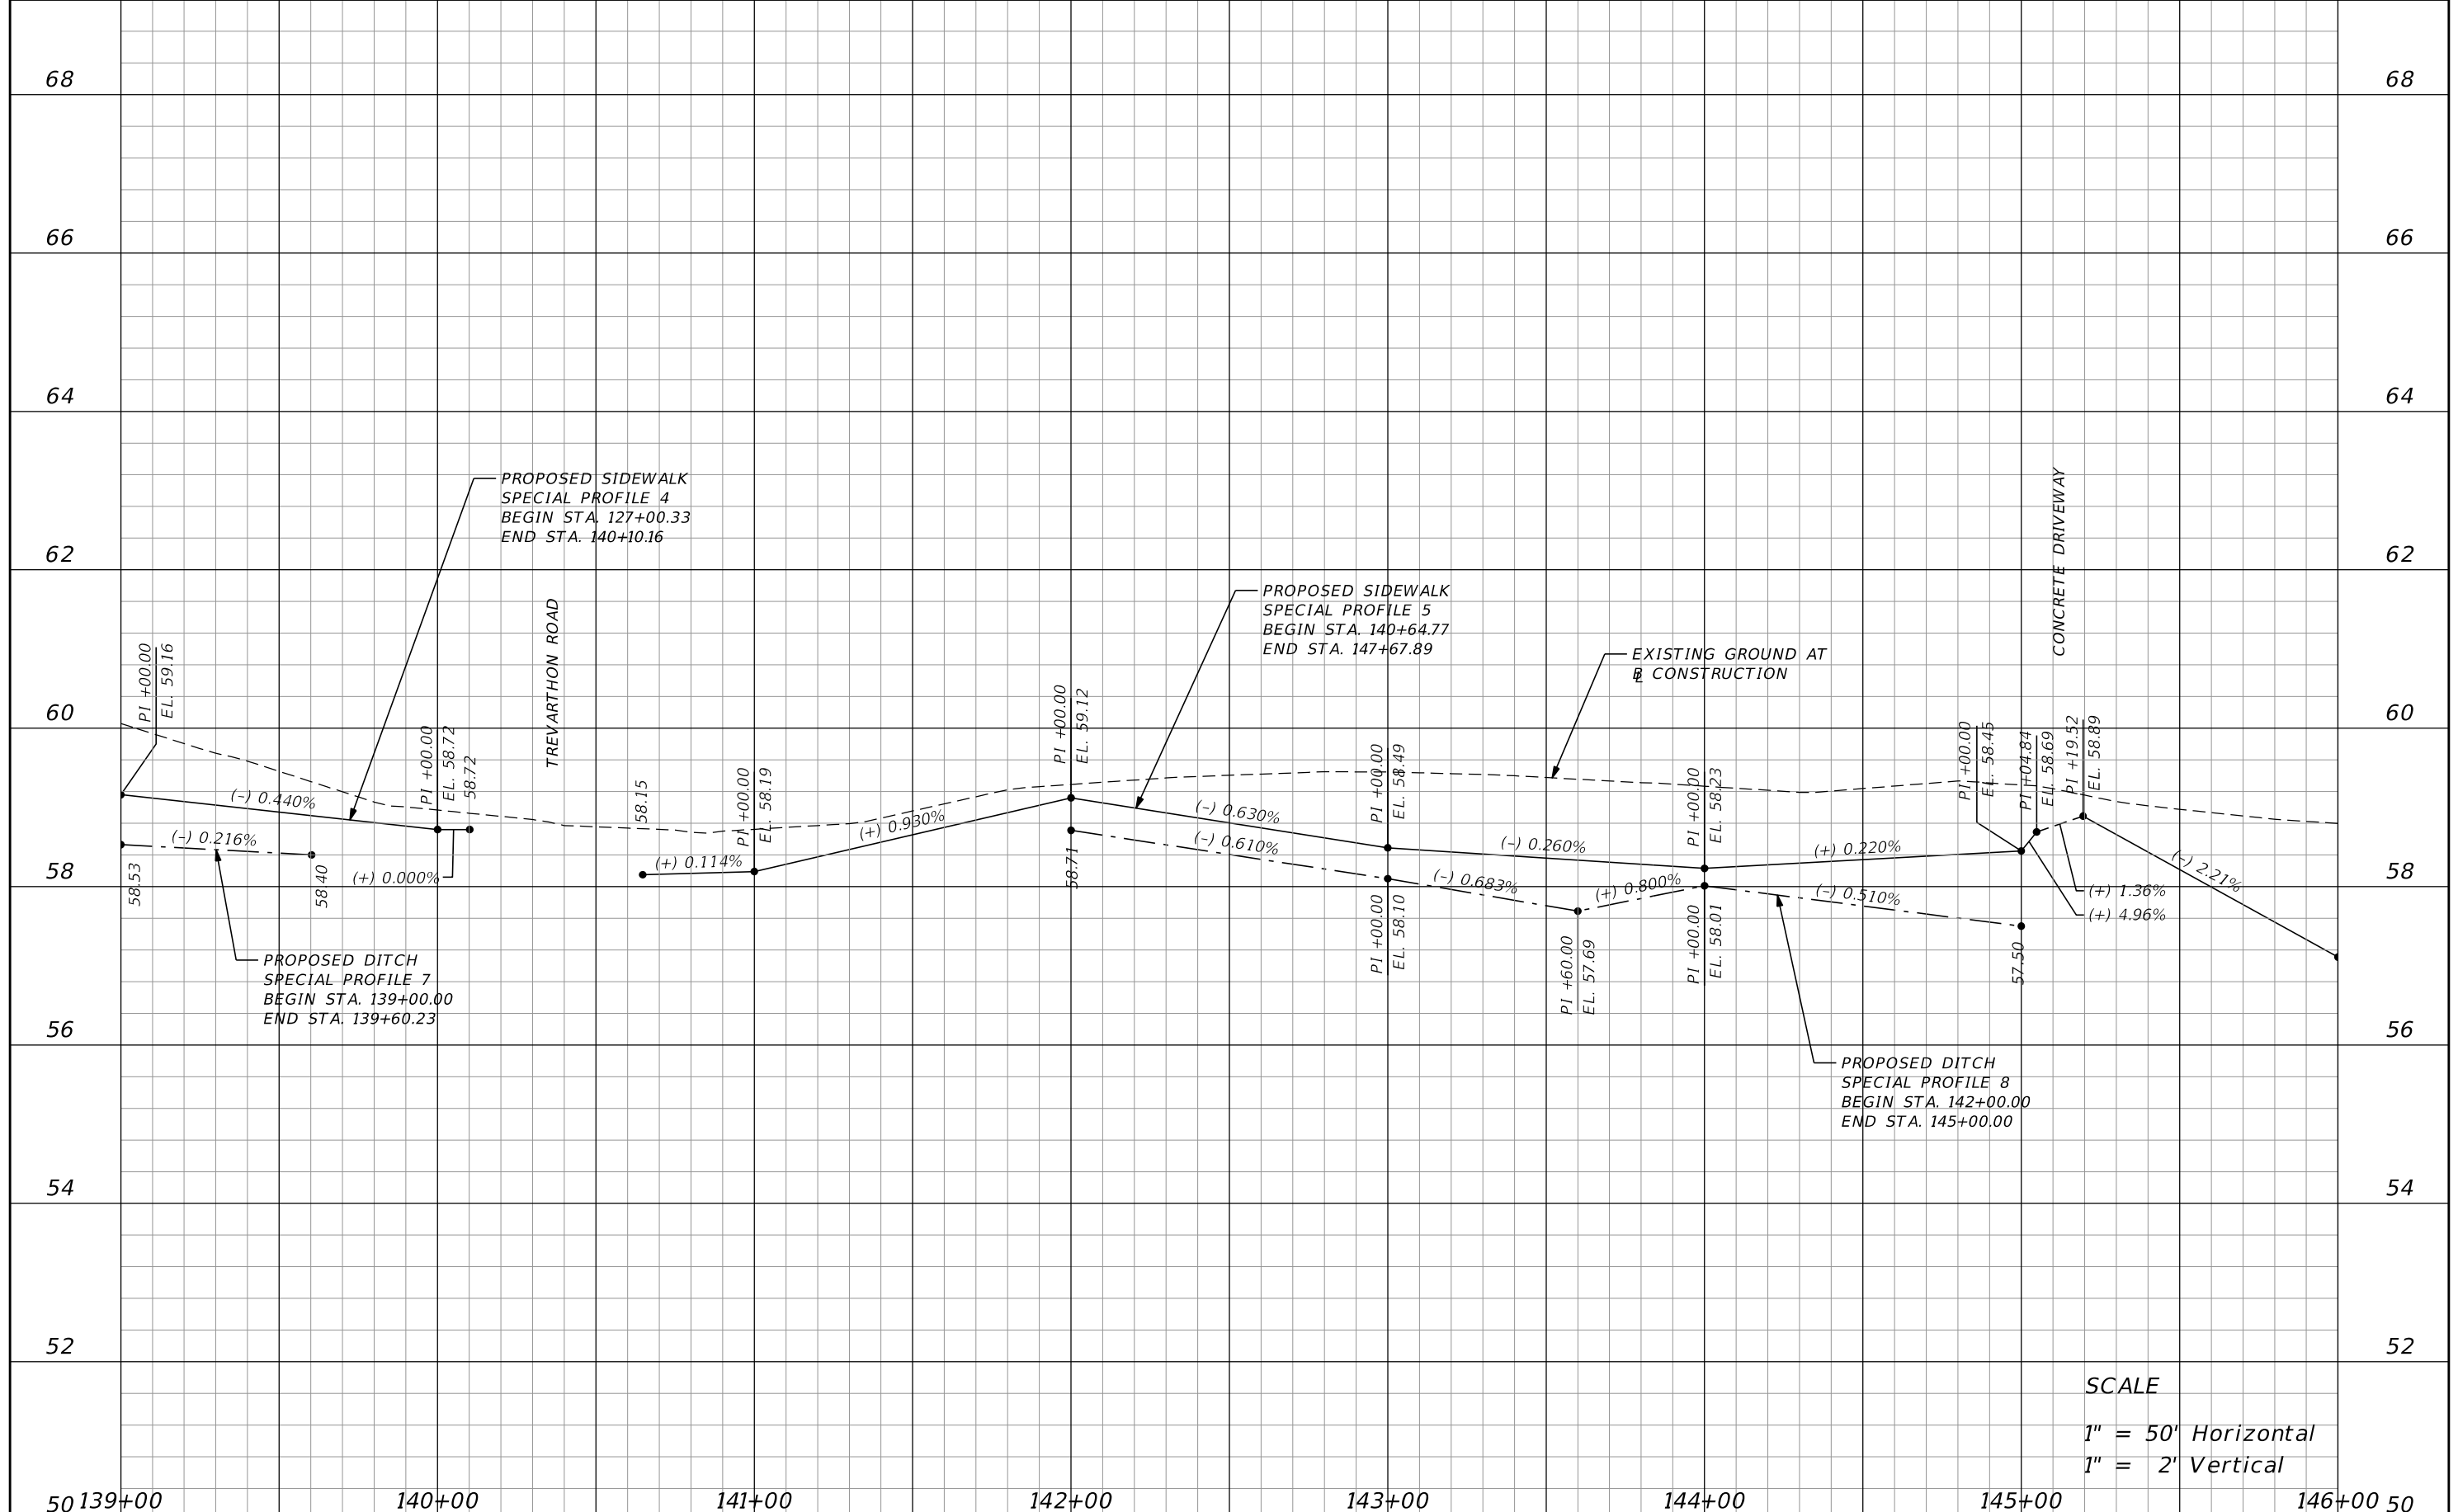 68
68
66
66
64
64
62
62
60
60
58
58
56
56
54
54
52
52
50
50
PROPOSED SIDEWALK
SPECIAL PROFILE 4
BEGIN STA. 127+00.33
END STA. 140+10.16
TREVARTHON ROAD
PROPOSED SIDEWALK
SPECIAL PROFILE 5
BEGIN STA. 140+64.77
END STA. 147+67.89
EXISTING GROUND AT
BL CONSTRUCTION
CONCRETE DRIVEWAY
PI +00.00
EL. 59.16
(-) 0.440%
PI +00.00
EL. 58.72
58.72
(+) 0.000%
58.53
(-) 0.216%
58.40
PROPOSED DITCH
SPECIAL PROFILE 7
BEGIN STA. 139+00.00
END STA. 139+60.23
58.15
(+) 0.114%
PI +00.00
EL. 58.19
(+) 0.930%
PI +00.00
EL. 59.12
(-) 0.630%
58.71
(-) 0.610%
PI +00.00
EL. 58.49
PI +00.00
EL. 58.10
(-) 0.260%
(-) 0.683%
PI +60.00
EL. 57.69
(+) 0.800%
PI +00.00
EL. 58.23
PI +00.00
EL. 58.01
(+) 0.220%
(-) 0.510%
57.50
PI +00.00
EL. 58.45
PI +04.84
EL. 58.69
PI +19.52
EL. 58.89
(+) 1.36%
(+) 4.96%
(-) 2.21%
PROPOSED DITCH
SPECIAL PROFILE 8
BEGIN STA. 142+00.00
END STA. 145+00.00
SCALE
1" = 50' Horizontal
1" = 2' Vertical
139+00
140+00
141+00
142+00
143+00
144+00
145+00
146+00